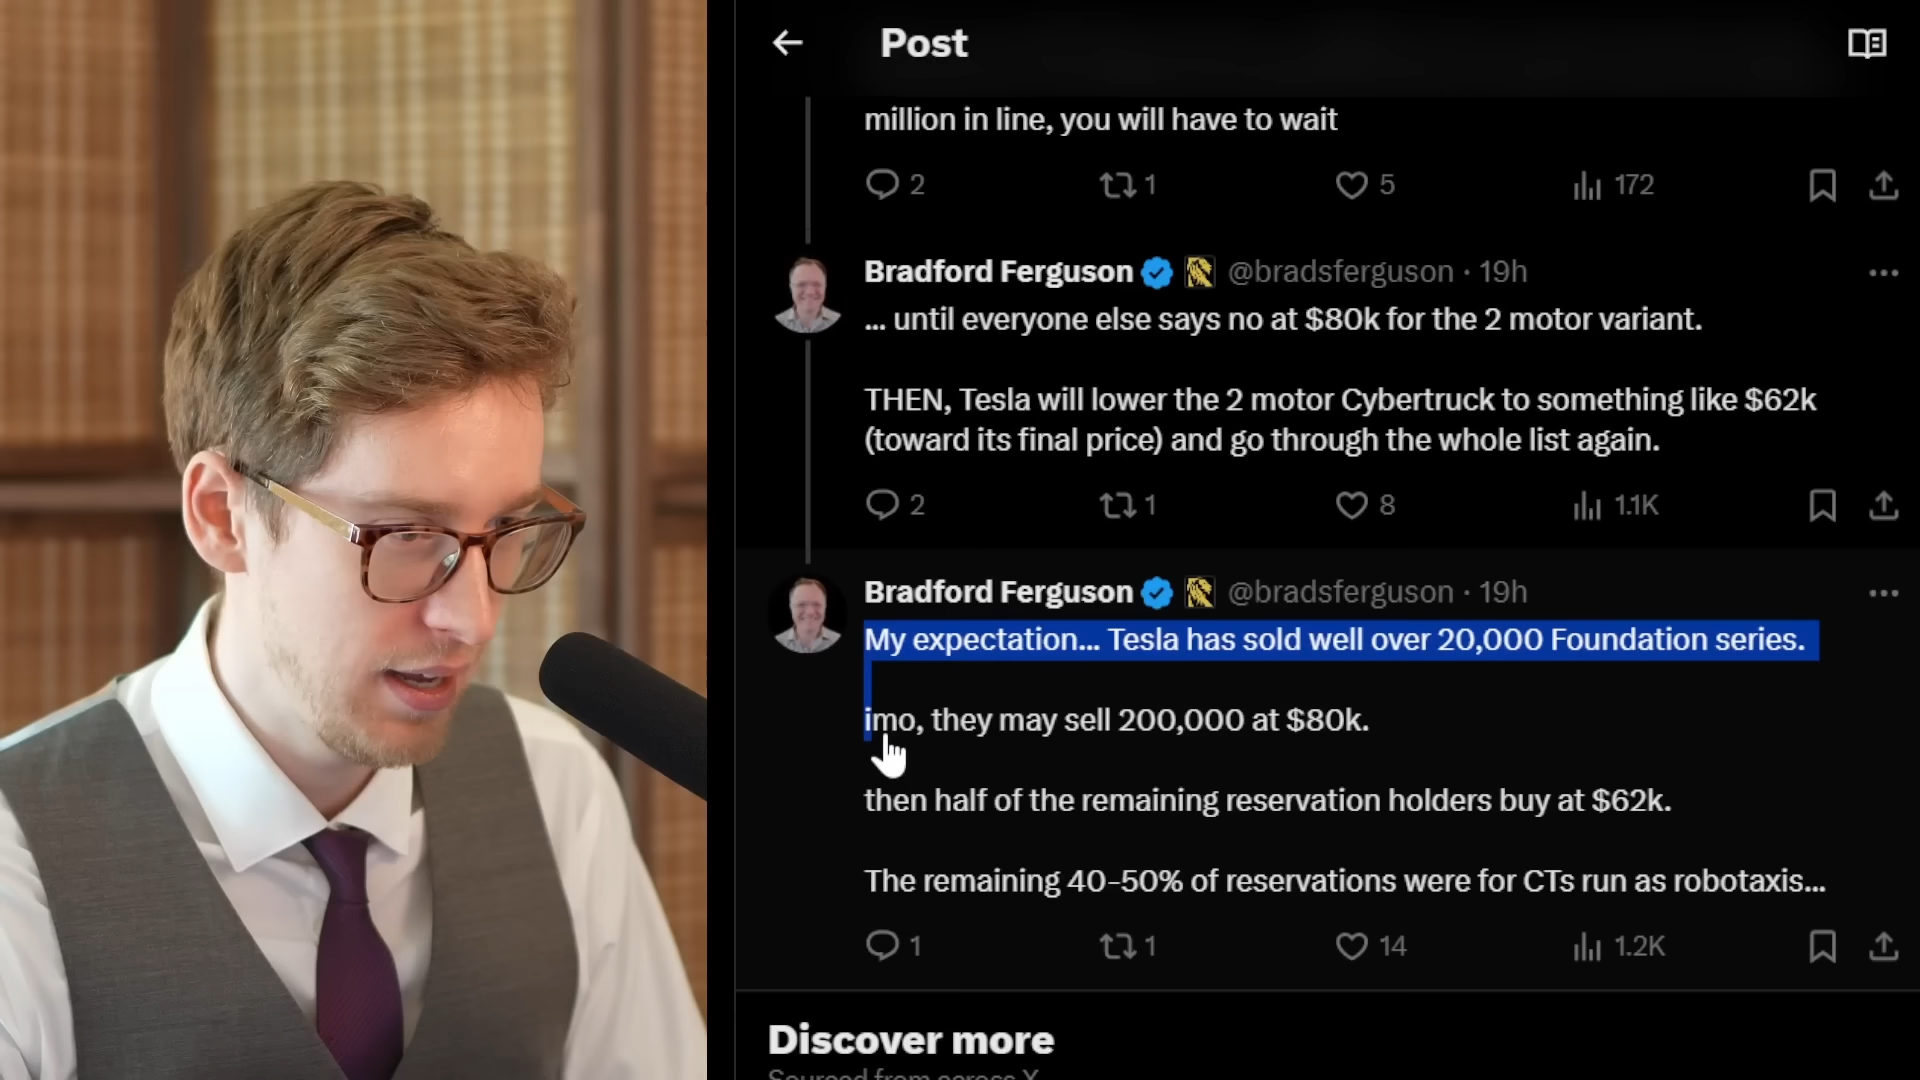 Post
million in line, you will have to wait
2 1 5 172
Bradford Ferguson @bradsferguson · 19h
... until everyone else says no at $80k for the 2 motor variant.
THEN, Tesla will lower the 2 motor Cybertruck to something like $62k
(toward its final price) and go through the whole list again.
2 1 8 1.1K
Bradford Ferguson @bradsferguson · 19h
My expectation... Tesla has sold well over 20,000 Foundation series.
imo, they may sell 200,000 at $80k.
then half of the remaining reservation holders buy at $62k.
The remaining 40-50% of reservations were for CTs run as robotaxis...
1 1 14 1.2K
Discover more
Sourced from across X